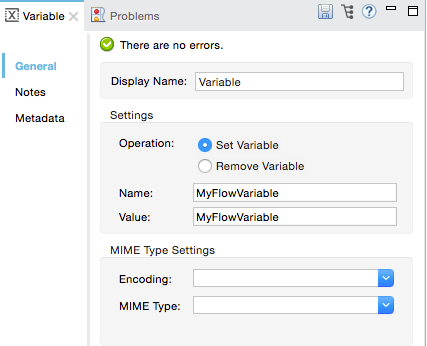 Variable
Problems
There are no errors.
General
Notes
Metadata
Display Name: Variable
Settings
Operation: Set Variable
Remove Variable
Name: MyFlowVariable
Value: MyFlowVariable
MIME Type Settings
Encoding:
MIME Type: